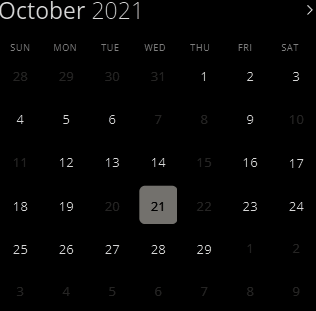 October 2021
SUN MON TUE WED THU FRI SAT
28 29 30 31 1 2 3
4 5 6 7 8 9 10
11 12 13 14 15 16 17
18 19 20 21 22 23 24
25 26 27 28 29 1 2
3 4 5 6 7 8 9